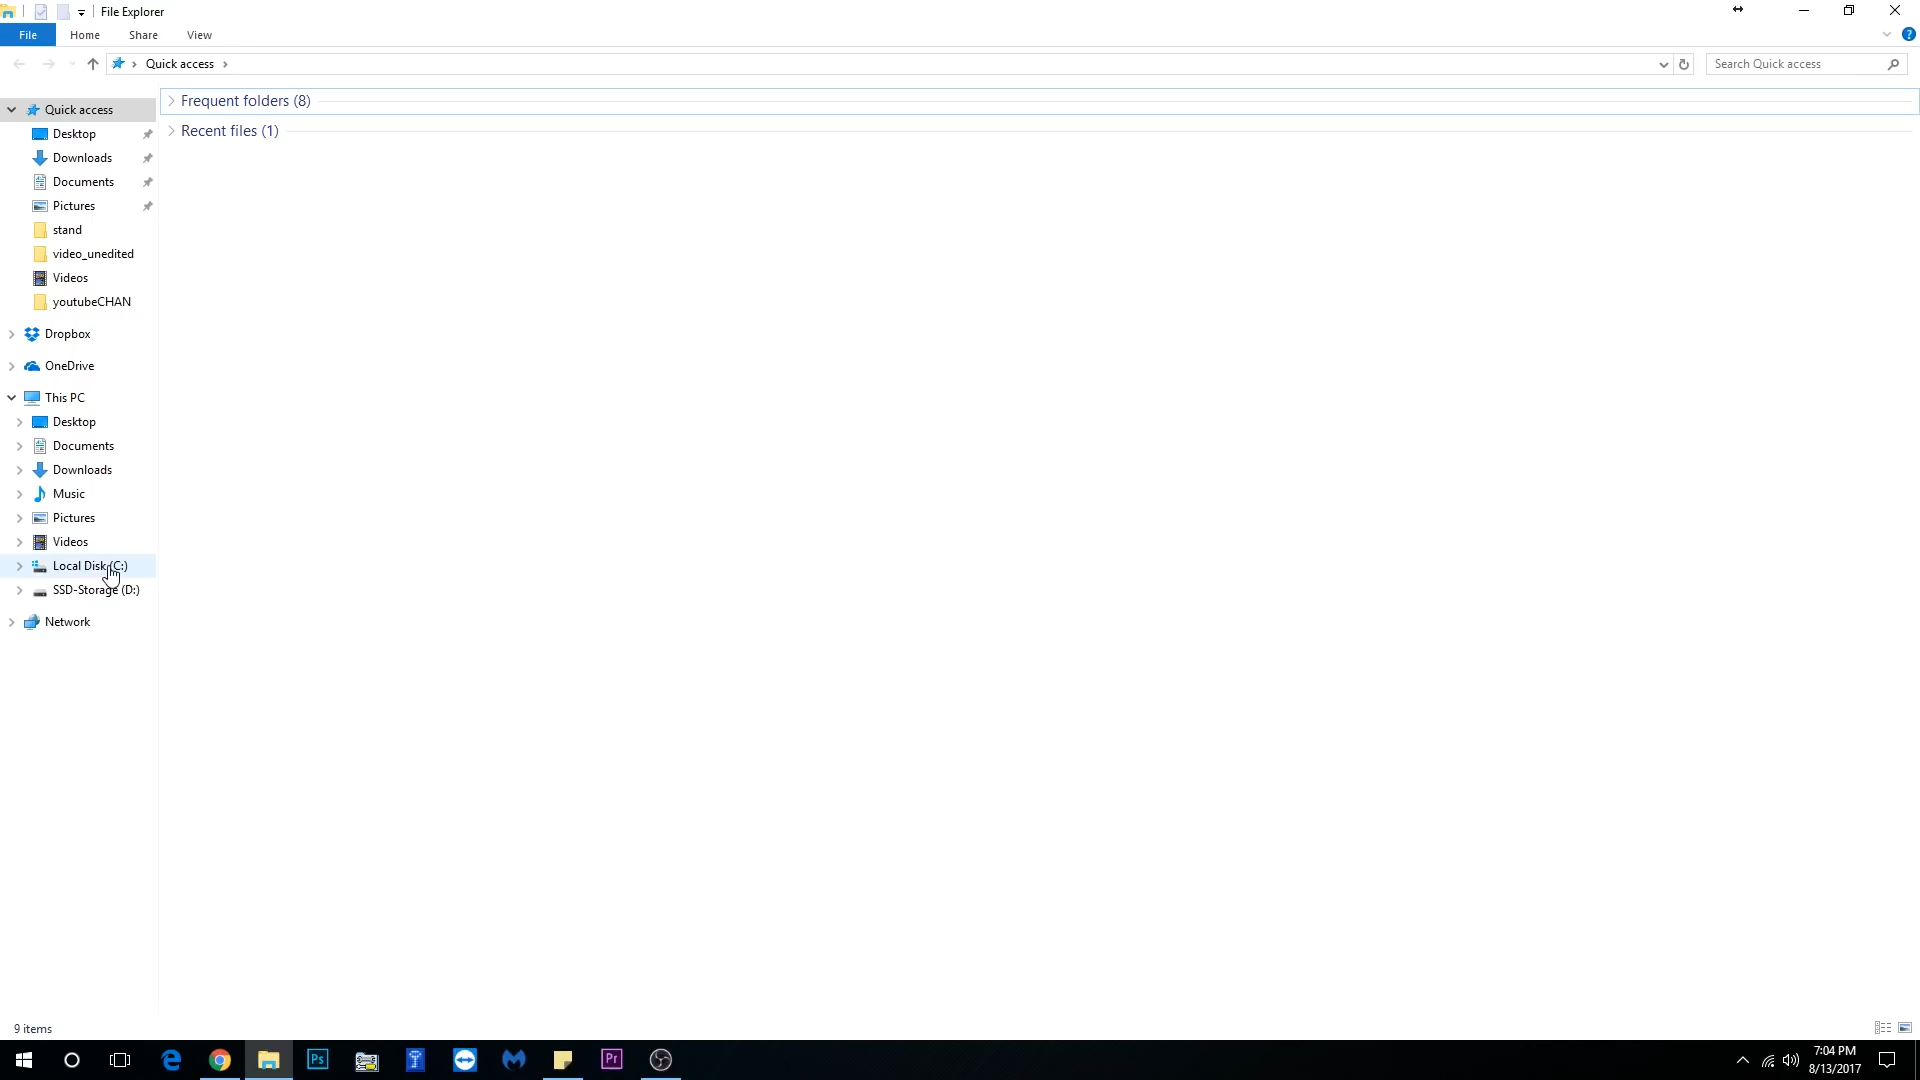 File Explorer
File Home Share View
Quick access
Search Quick access
Quick access
Desktop
Downloads
Documents
Pictures
stand
video_unedited
Videos
youtubeCHAN
Dropbox
OneDrive
This PC
Desktop
Documents
Downloads
Music
Pictures
Videos
Local Disk (C:)
SSD-Storage (D:)
Network
Frequent folders (8)
Recent files (1)
9 items
Ps
Pr
7:04 PM
8/13/2017